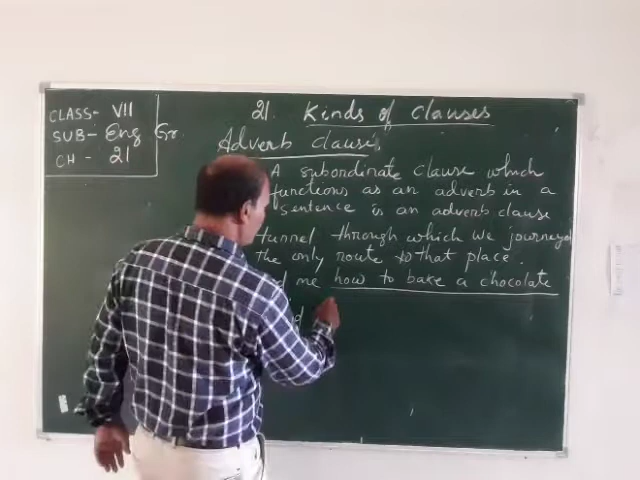 CLASS- VII
SUB- Eng Gr.
CH - 21
21. Kinds of Clauses
Adverb Clause:
A subordinate clause which
functions as an adverb in a
sentence is an adverb clause
tunnel through which we journeyed
the only route to that place.
me how to bake a chocolate